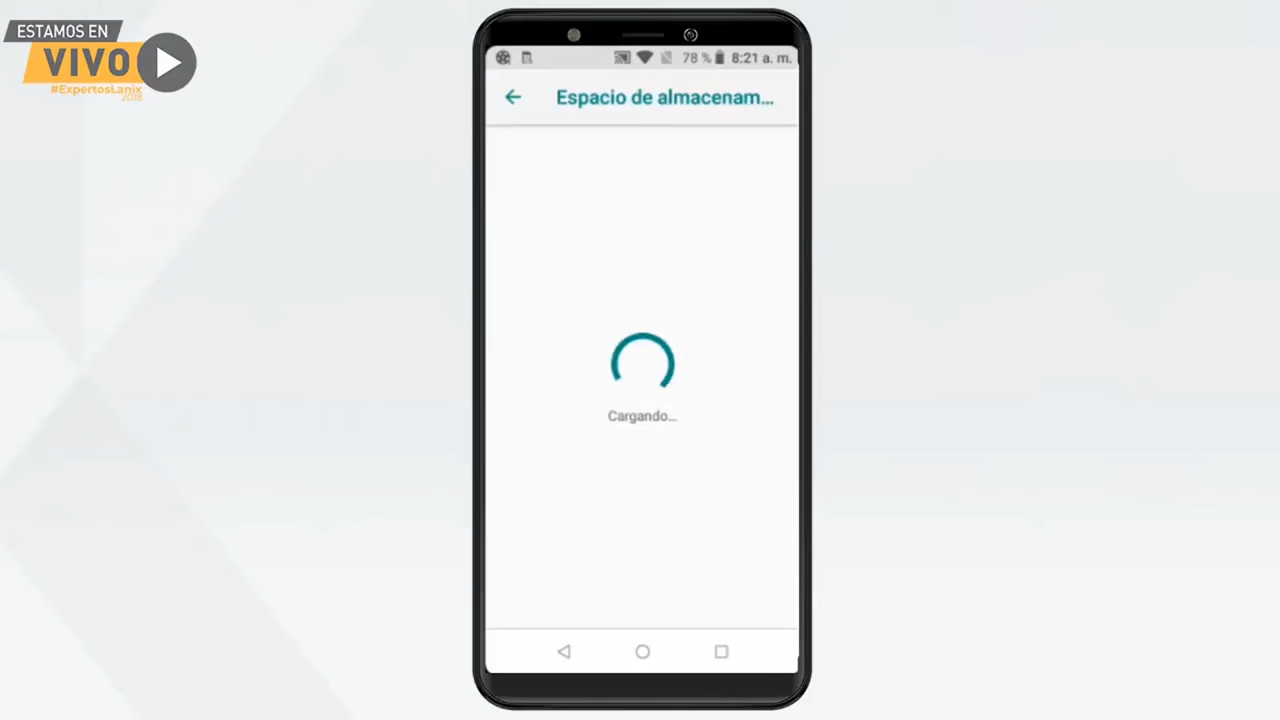 ESTAMOS EN
VIVO
#ExpertosLanix
2018
78 % 8:21 a. m.
Espacio de almacenam...
Cargando...